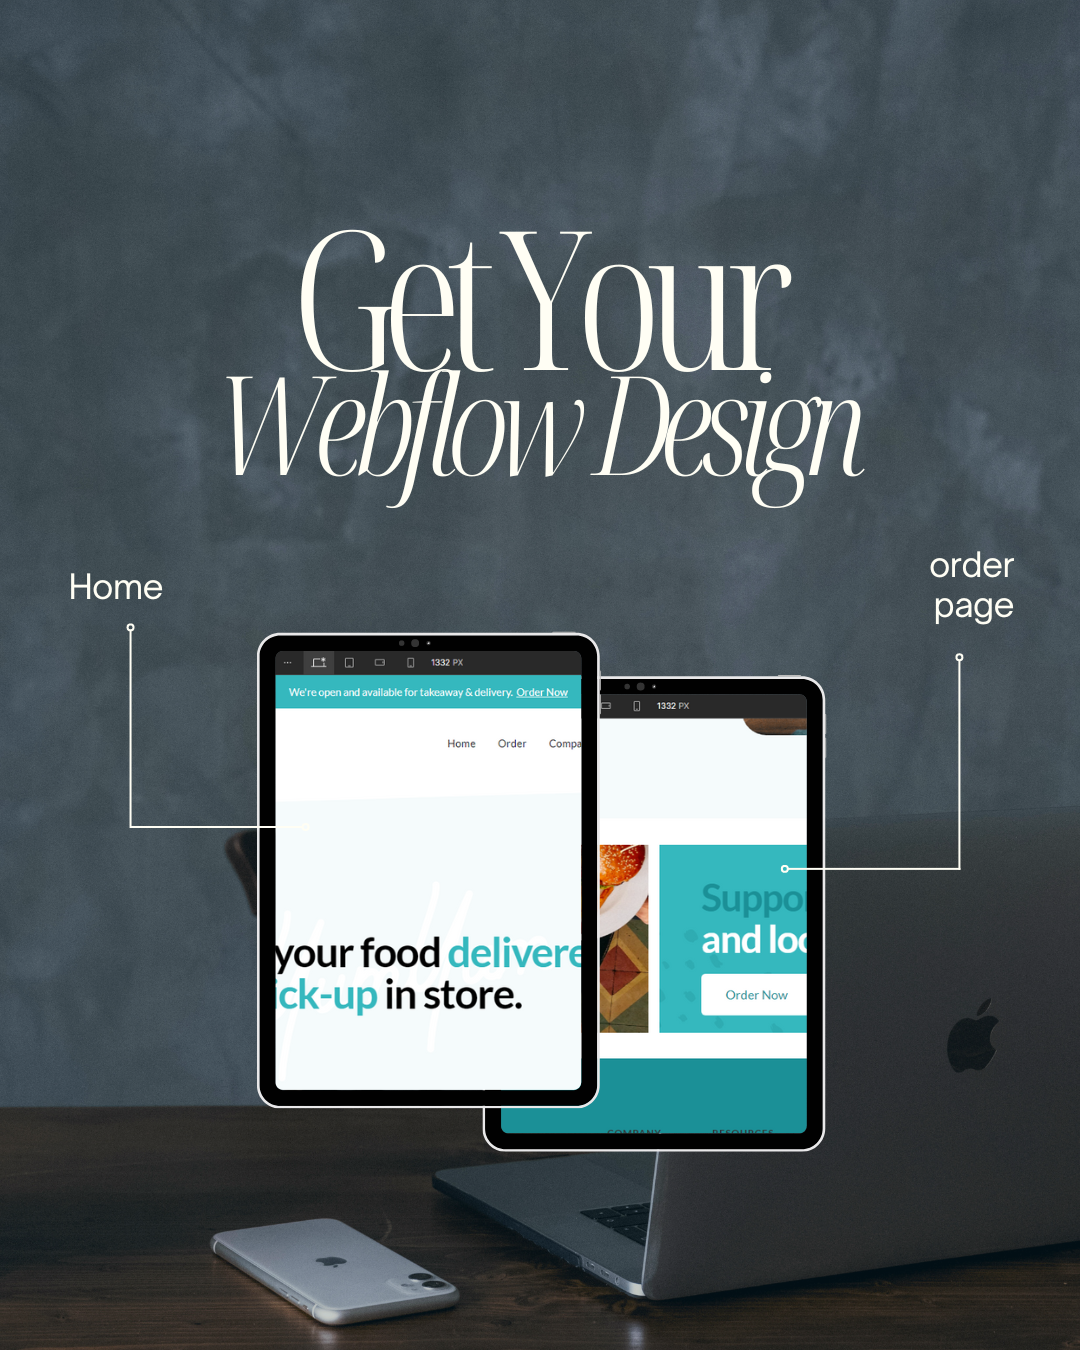 Get Your
Webflow Design
Home
order
page
1332 PX
We're open and available for takeaway & delivery. Order Now
Home Order Compa
your food delivere
ick-up in store.
1332 PX
Suppor
and loc
Order Now
COMPANY RESOURCES